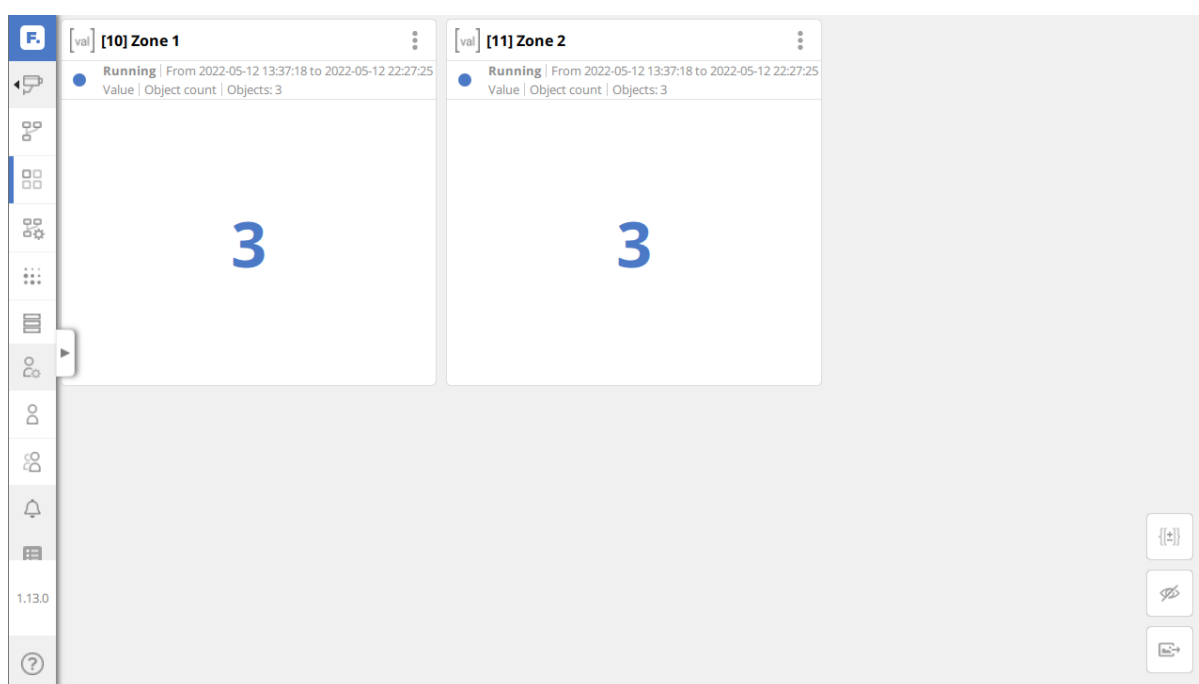 F.
[val] [10] Zone 1
Running | From 2022-05-12 13:37:18 to 2022-05-12 22:27:25
Value | Object count | Objects: 3
3
[val] [11] Zone 2
Running | From 2022-05-12 13:37:18 to 2022-05-12 22:27:25
Value | Object count | Objects: 3
3
1.13.0
?